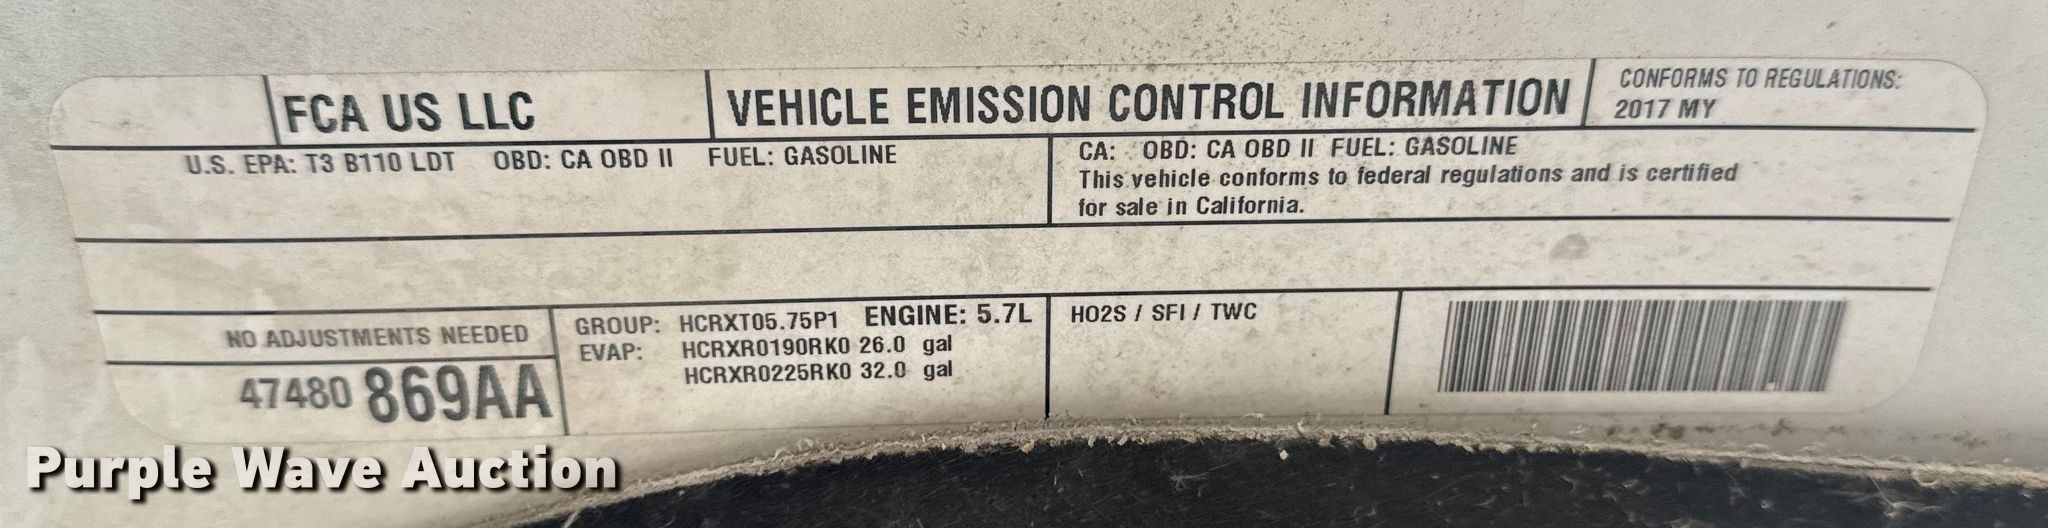 FCA US LLC
VEHICLE EMISSION CONTROL INFORMATION
CONFORMS TO REGULATIONS:
2017 MY
U.S. EPA: T3 B110 LDT OBD: CA OBD II FUEL: GASOLINE
CA: OBD: CA OBD II FUEL: GASOLINE
This vehicle conforms to federal regulations and is certified
for sale in California.
NO ADJUSTMENTS NEEDED
47480 869AA
GROUP: HCRXT05.75P1 ENGINE: 5.7L
EVAP: HCRXR0190RK0 26.0 gal
HCRXR0225RK0 32.0 gal
HO2S / SFI / TWC
Purple Wave Auction